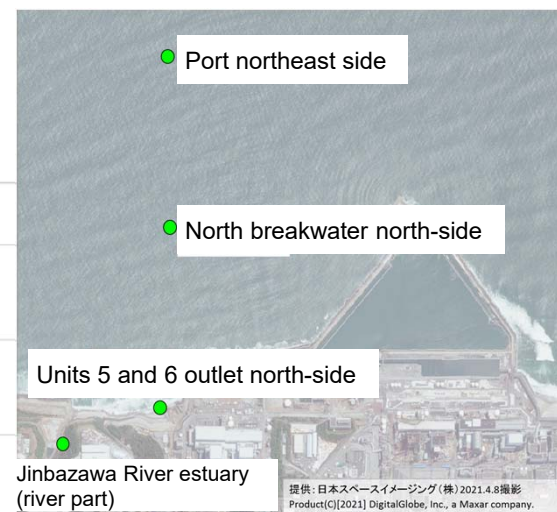 Port northeast side
North breakwater north-side
Units 5 and 6 outlet north-side
Jinbazawa River estuary
(river part)
提供：日本スペースイメージング（株）2021.4.8撮影
Product(C)[2021] DigitalGlobe, Inc., a Maxar company.